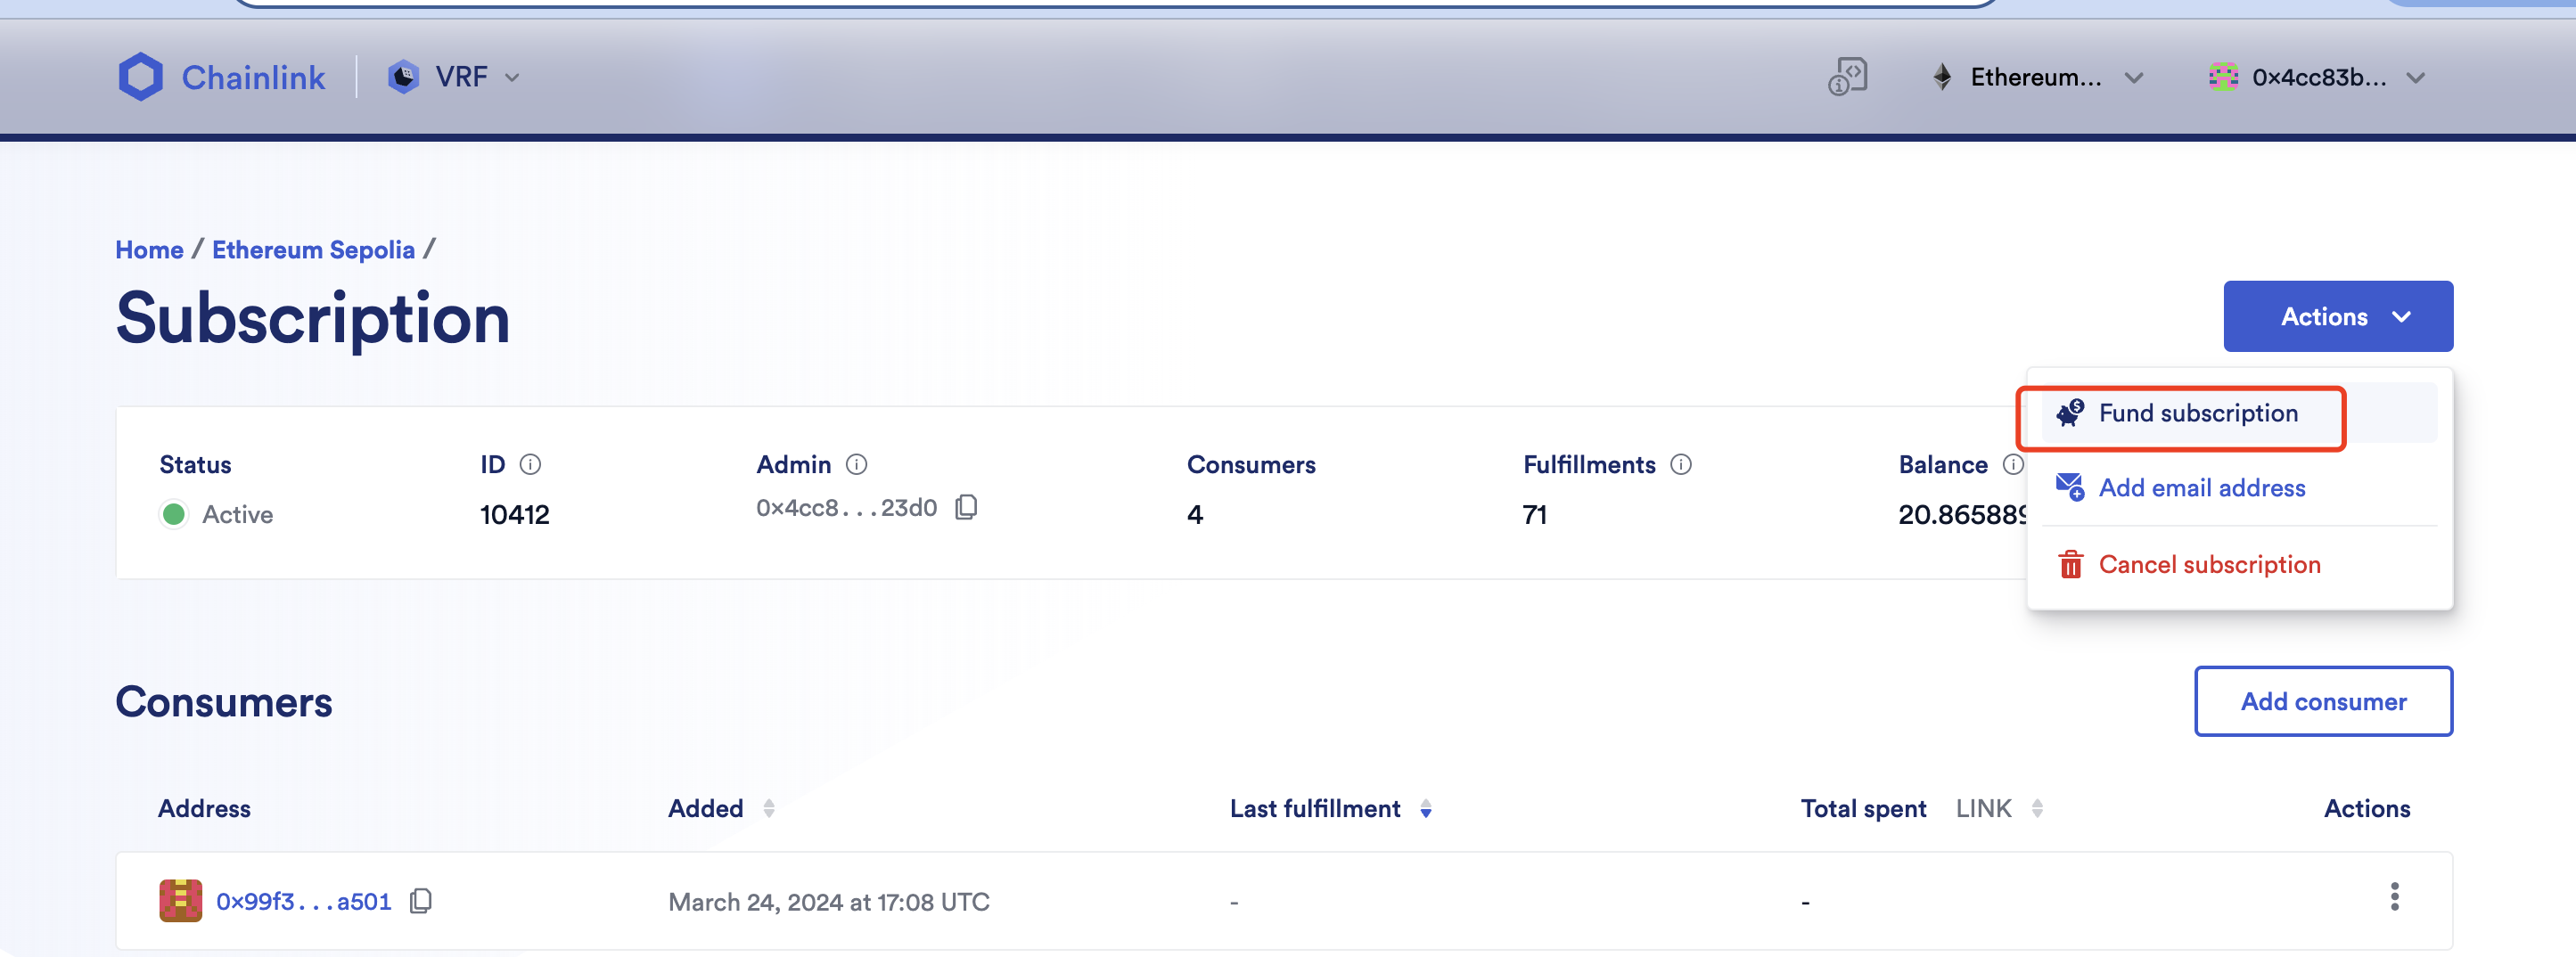 Chainlink VRF Ethereum... 0x4cc83b...
Home / Ethereum Sepolia /
Subscription
Actions
Fund subscription
Add email address
Cancel subscription
Status ID Admin Consumers Fulfillments Balance
Active 10412 0x4cc8...23d0 4 71 20.865889
Consumers
Add consumer
Address Added Last fulfillment Total spent LINK Actions
0x99f3...a501 March 24, 2024 at 17:08 UTC - -